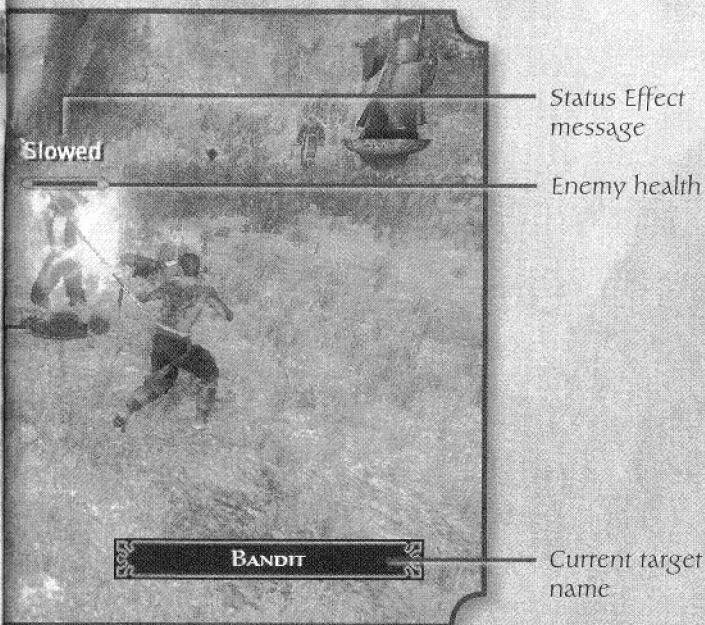 Status Effect
message
Slowed
Enemy health
BANDIT
Current target
name